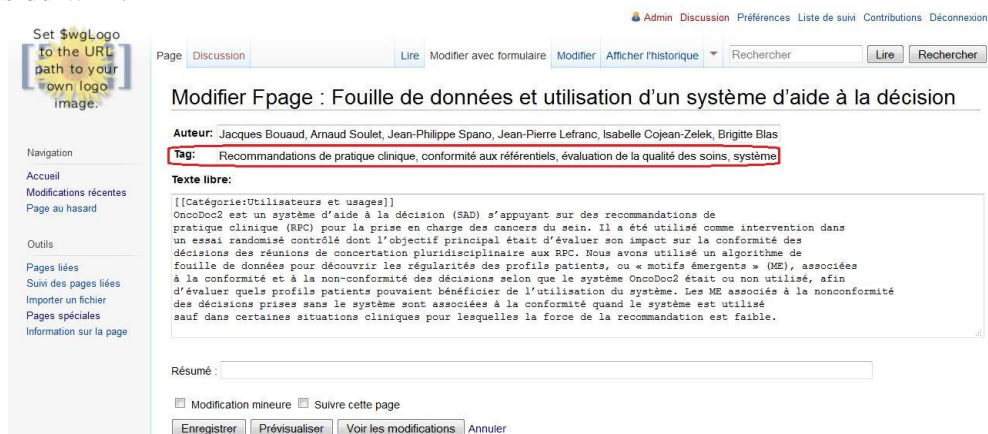 Admin Discussion Préférences Liste de suivi Contributions Déconnexion
Set $wgLogo
to the URL
path to your
own logo
image.
Page Discussion Lire Modifier avec formulaire Modifier Afficher l'historique Rechercher Lire Rechercher
Modifier Fpage : Fouille de données et utilisation d'un système d'aide à la décision
Auteur: Jacques Bouaud, Arnaud Soulet, Jean-Philippe Spano, Jean-Pierre Lefranc, Isabelle Cojean-Zelek, Brigitte Blas
Tag: Recommandations de pratique clinique, conformité aux référentiels, évaluation de la qualité des soins, système
Texte libre:
[[Catégorie:Utilisateurs et usages]]
OncoDoc2 est un système d'aide à la décision (SAD) s'appuyant sur des recommandations de
pratique clinique (RPC) pour la prise en charge des cancers du sein. Il a été utilisé comme intervention dans
un essai randomisé contrôlé dont l'objectif principal était d'évaluer son impact sur la conformité des
décisions des réunions de concertation pluridisciplinaire aux RPC. Nous avons utilisé un algorithme de
fouille de données pour découvrir les régularités des profils patients, ou « motifs émergents » (ME), associées
à la conformité et à la non-conformité des décisions selon que le système OncoDoc2 était ou non utilisé, afin
d'évaluer quels profils patients pouvaient bénéficier de l'utilisation du système. Les ME associés à la nonconformité
des décisions prises sans le système sont associées à la conformité quand le système est utilisé
sauf dans certaines situations cliniques pour lesquelles la force de la recommandation est faible.
Navigation
Accueil
Modifications récentes
Page au hasard
Outils
Pages liées
Suivi des pages liées
Importer un fichier
Pages spéciales
Information sur la page
Résumé :
Modification mineure Suivre cette page
Enregistrer Prévisualiser Voir les modifications Annuler